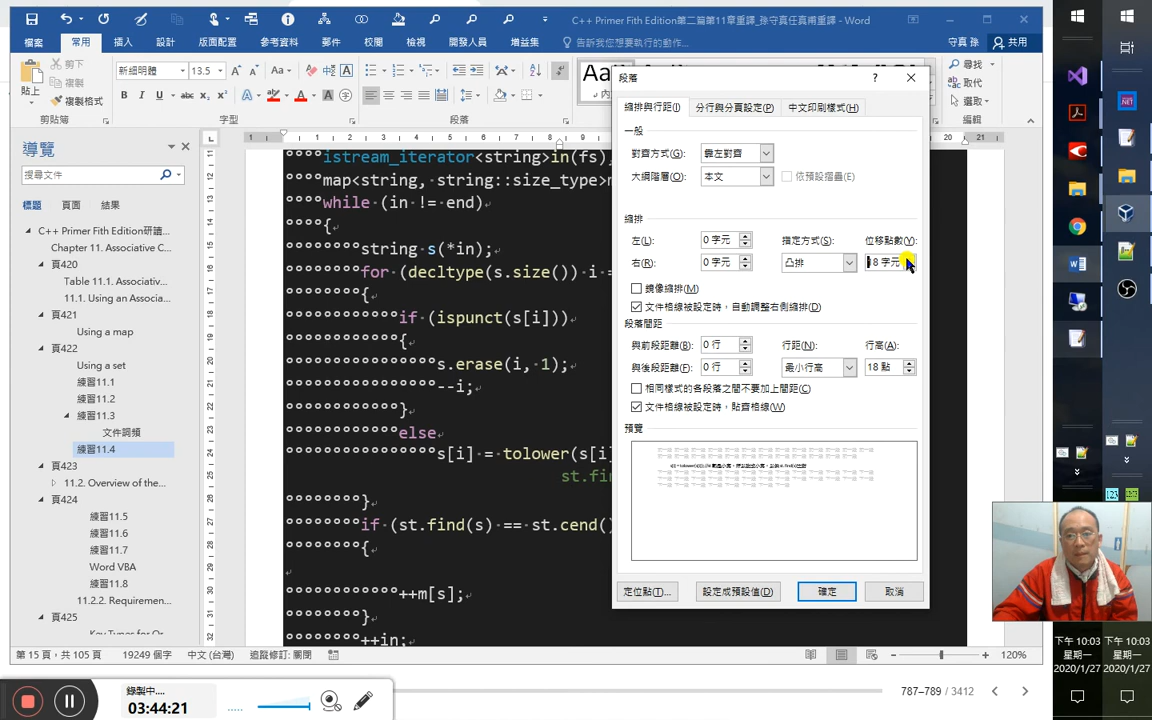 C++ Primer Fith Edition第二篇第11章重譯_孫守真任真甫重譯 - Word
檔案 常用 插入 設計 版面配置 參考資料 郵件 校閱 檢視 開發人員 增益集 告訴我您想要執行的動作... 守真 孫 共用
貼上 剪下 複製 複製格式 剪貼簿
新細明體 13.5 字型
段落
尋找 取代 選取 編輯
導覽
搜尋文件
標題 頁面 結果
C++ Primer Fith Edition研讀...
Chapter 11. Associative C...
頁420
Table 11.1. Associativ...
11.1. Using an Associa...
頁421
Using a map
頁422
Using a set
練習11.1
練習11.2
練習11.3
文件詞頻
練習11.4
頁423
11.2. Overview of the...
頁424
練習11.5
練習11.6
練習11.7
Word VBA
練習11.8
11.2.2. Requiremen...
頁425
istream_iterator<string>in(fs),
map<string, string::size_type>m
while (in != end)
{
string s(*in);
for (decltype(s.size()) i =
{
if (ispunct(s[i]))
{
s.erase(i, 1);
--i;
}
else
s[i] = tolower(s[i]
st.fin
}
if (st.find(s) == st.cend()
{
++m[s];
}
++in;
段落
縮排與行距(I) 分行與分頁設定(P) 中文印刷樣式(H)
一般
對齊方式(G): 靠左對齊
大綱階層(O): 本文 依預設摺疊(E)
縮排
左(L): 0 字元 指定方式(S): 位移點數(Y):
右(R): 0 字元 凸排 18 字元
鏡像縮排(M)
文件格線被設定時，自動調整右側縮排(D)
段落間距
與前段距離(B): 0 行 行距(N): 行高(A):
與後段距離(F): 0 行 最小行高 18 點
相同樣式的各段落之間不要加上間距(C)
文件格線被設定時，貼齊格線(W)
預覽
定位點(T)... 設定成預設值(D) 確定 取消
第 15 頁，共 105 頁 19249 個字 中文 (台灣) 追蹤修訂: 關閉 120%
錄製中....
03:44:21
787–789 / 3412
下午 10:03 下午 10:03
星期一 星期一
2020/1/27 2020/1/27